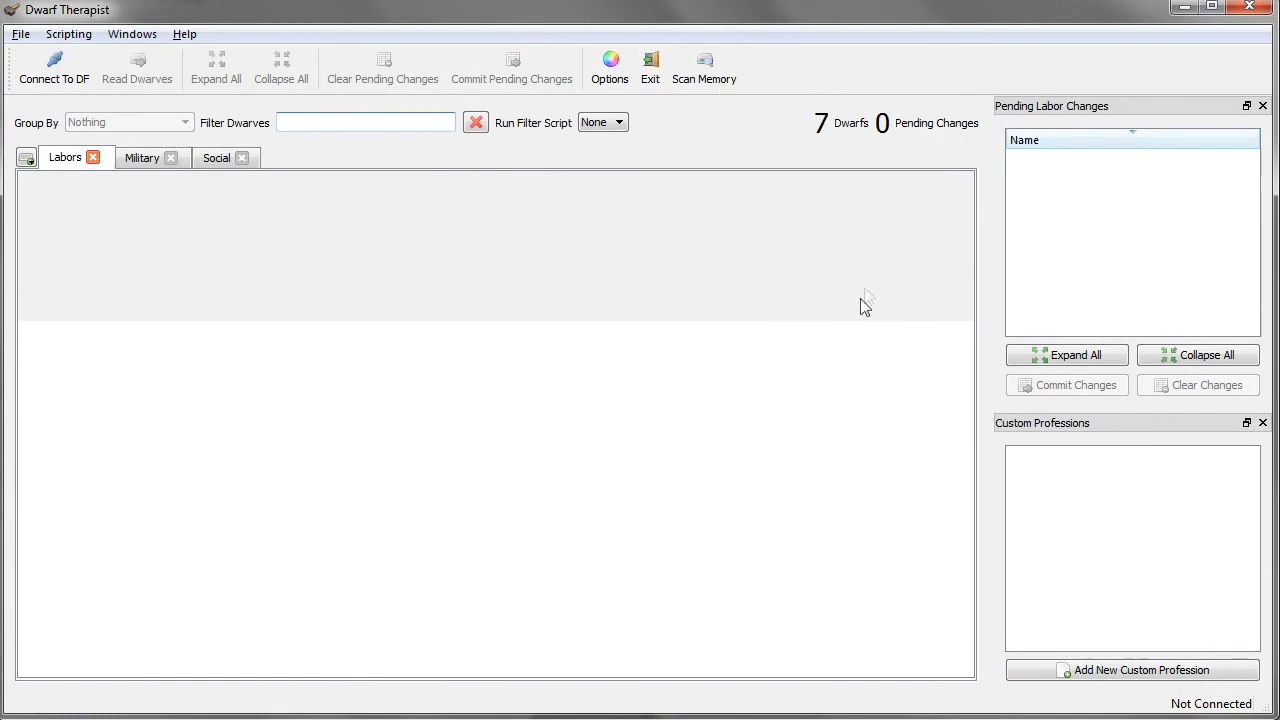 Dwarf Therapist
File Scripting Windows Help
Connect To DF Read Dwarves Expand All Collapse All Clear Pending Changes Commit Pending Changes Options Exit Scan Memory
Group By Nothing Filter Dwarves Run Filter Script None 7 Dwarfs 0 Pending Changes
Labors Military Social
Pending Labor Changes
Name
Expand All Collapse All
Commit Changes Clear Changes
Custom Professions
Add New Custom Profession
Not Connected